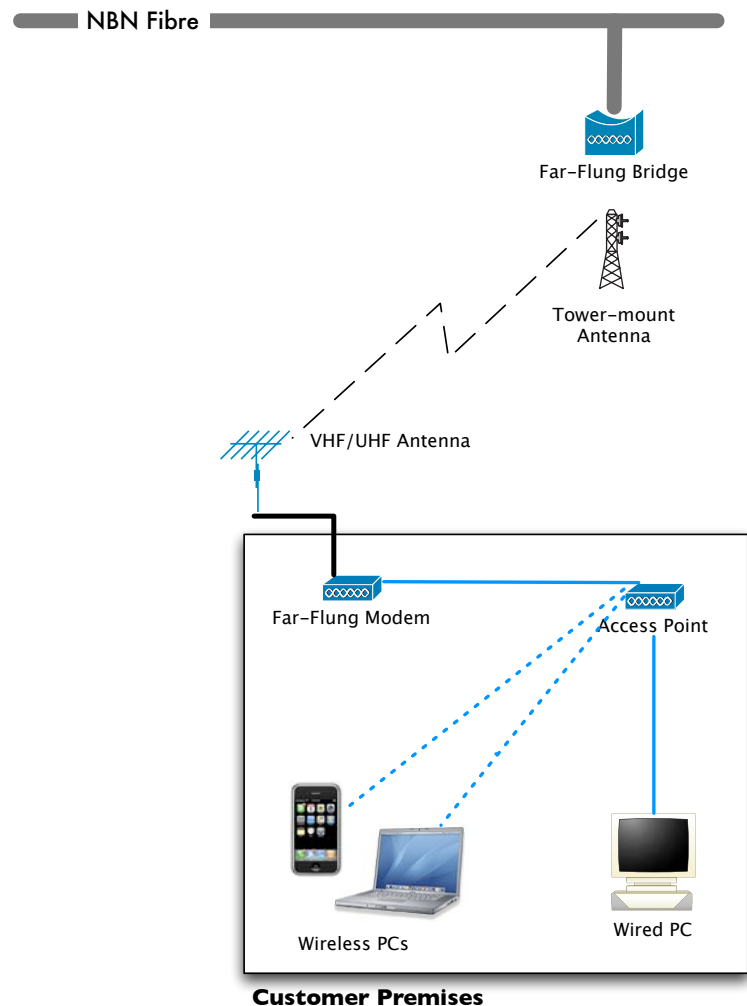 NBN Fibre
Far-Flung Bridge
Tower-mount
Antenna
VHF/UHF Antenna
Far-Flung Modem
Access Point
Wireless PCs
Wired PC
Customer Premises